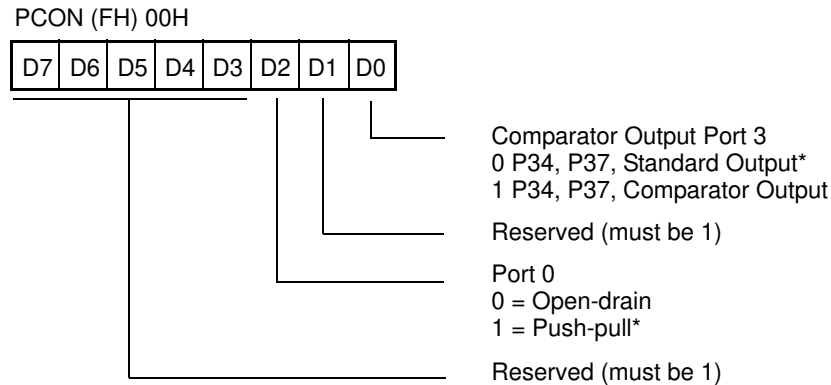 PCON (FH) 00H
D7 D6 D5 D4 D3 D2 D1 D0
Comparator Output Port 3
0 P34, P37, Standard Output*
1 P34, P37, Comparator Output
Reserved (must be 1)
Port 0
0 = Open-drain
1 = Push-pull*
Reserved (must be 1)